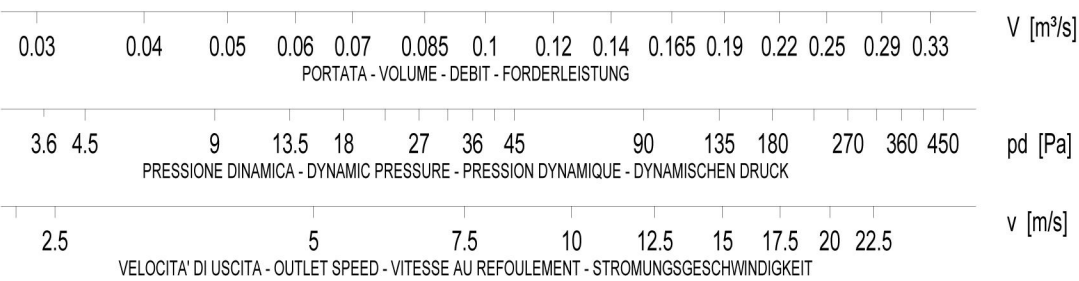 0.03 0.04 0.05 0.06 0.07 0.085 0.1 0.12 0.14 0.165 0.19 0.22 0.25 0.29 0.33 V [m³/s]
PORTATA - VOLUME - DEBIT - FORDERLEISTUNG
3.6 4.5 9 13.5 18 27 36 45 90 135 180 270 360 450 pd [Pa]
PRESSIONE DINAMICA - DYNAMIC PRESSURE - PRESSION DYNAMIQUE - DYNAMISCHEN DRUCK
2.5 5 7.5 10 12.5 15 17.5 20 22.5 v [m/s]
VELOCITA' DI USCITA - OUTLET SPEED - VITESSE AU REFOULEMENT - STROMUNGSGESCHWINDIGKEIT